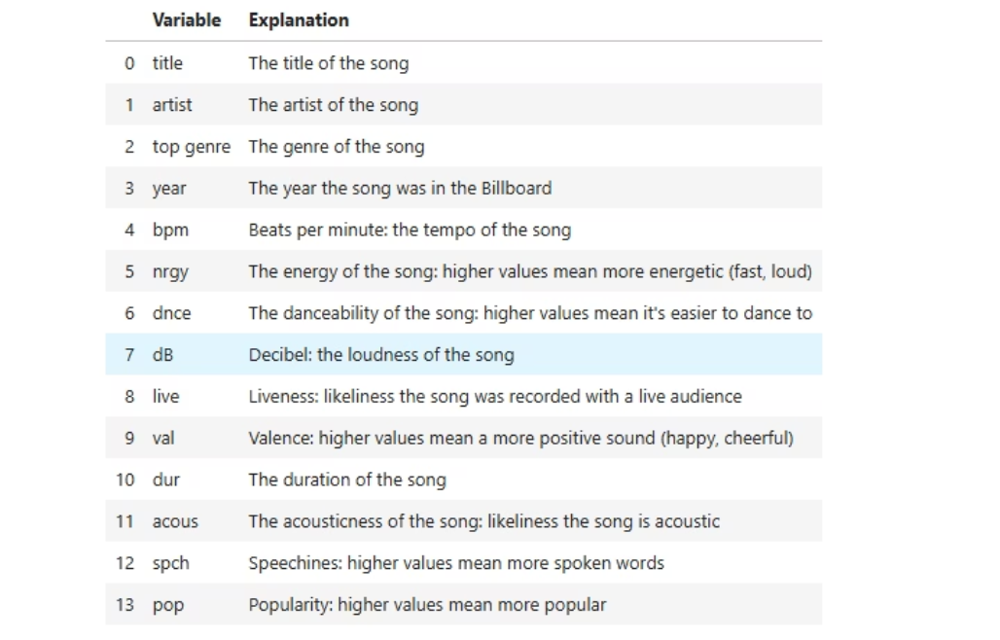 Variable Explanation
0 title The title of the song
1 artist The artist of the song
2 top genre The genre of the song
3 year The year the song was in the Billboard
4 bpm Beats per minute: the tempo of the song
5 nrgy The energy of the song: higher values mean more energetic (fast, loud)
6 dnce The danceability of the song: higher values mean it's easier to dance to
7 dB Decibel: the loudness of the song
8 live Liveness: likeliness the song was recorded with a live audience
9 val Valence: higher values mean a more positive sound (happy, cheerful)
10 dur The duration of the song
11 acous The acousticness of the song: likeliness the song is acoustic
12 spch Speechines: higher values mean more spoken words
13 pop Popularity: higher values mean more popular